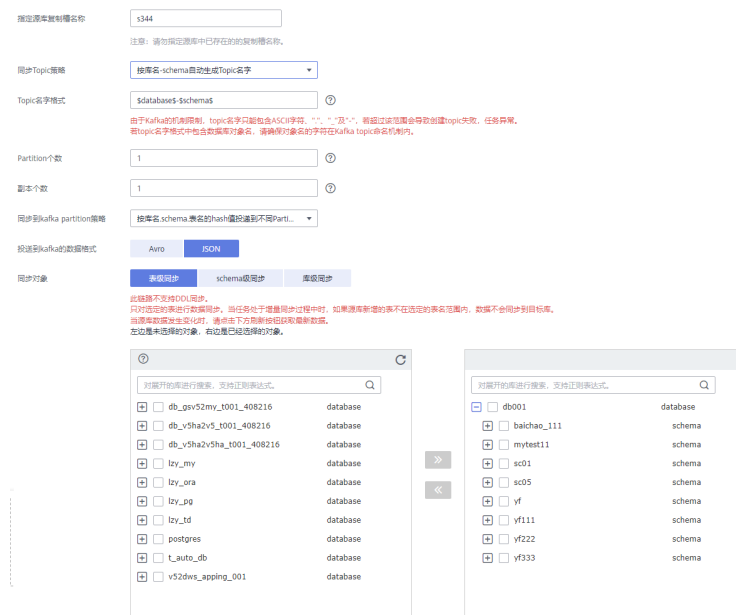 指定源库复制槽名称
s344
注意：请勿指定源库中已存在的的复制槽名称。
同步Topic策略
按库名-schema自动生成Topic名字
Topic名字格式
$database$-$schema$
由于Kafka的机制限制，topic名字只能包含ASCII字符，"."，"_"及"-"，若超过该范围会导致创建topic失败，任务异常。
若topic名字格式中包含数据库对象名，请确保对象名的字符在Kafka topic命名机制内。
Partition个数
1
副本个数
1
同步到kafka partition策略
按库名.schema.表名的hash值投递到不同Parti...
投送到kafka的数据格式
Avro
JSON
同步对象
表级同步
schema级同步
库级同步
此链路不支持DDL同步。
只对选定的表进行数据同步。当任务处于增量同步过程中时，如果源库新增的表不在选定的表名范围内，数据不会同步到目标库。
当源库数据发生变化时，请点击下方刷新按钮获取最新数据。
左边是未选择的对象，右边是已经选择的对象。
对展开的库进行搜索，支持正则表达式。
db_gsv52my_t001_408216 database
db_v5ha2v5_t001_408216 database
db_v5ha2v5ha_t001_408216 database
lzy_my database
lzy_ora database
lzy_pg database
lzy_td database
postgres database
t_auto_db database
v52dws_apping_001 database
对展开的库进行搜索，支持正则表达式。
db001 database
baichao_111 schema
mytest11 schema
sc01 schema
sc05 schema
yf schema
yf111 schema
yf222 schema
yf333 schema